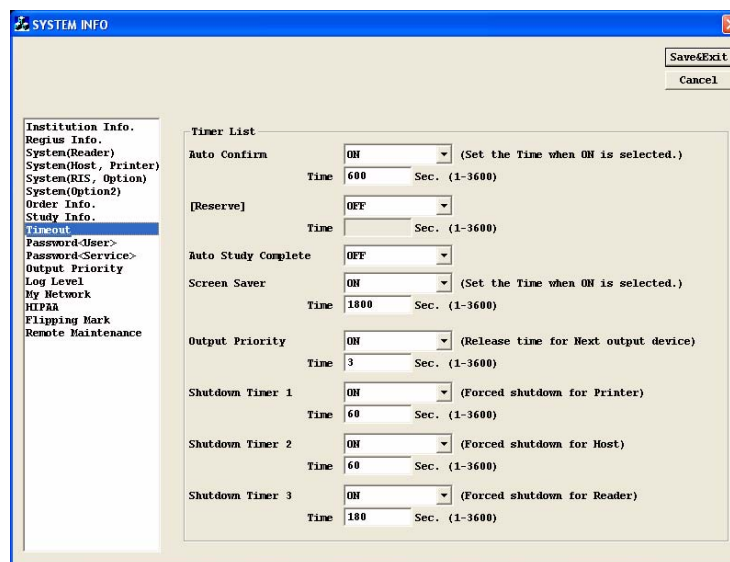 SYSTEM INFO
Save&Exit
Cancel
Institution Info.
Regius Info.
System(Reader)
System(Host, Printer)
System(RIS, Option)
System(Option2)
Order Info.
Study Info.
Timeout
Password<User>
Password<Service>
Output Priority
Log Level
My Network
HIPAA
Flipping Mark
Remote Maintenance
Timer List
Auto Confirm ON (Set the Time when ON is selected.)
Time 600 Sec. (1-3600)
[Reserve] OFF
Time Sec. (1-3600)
Auto Study Complete OFF
Screen Saver ON (Set the Time when ON is selected.)
Time 1800 Sec. (1-3600)
Output Priority ON (Release time for Next output device)
Time 3 Sec. (1-3600)
Shutdown Timer 1 ON (Forced shutdown for Printer)
Time 60 Sec. (1-3600)
Shutdown Timer 2 ON (Forced shutdown for Host)
Time 60 Sec. (1-3600)
Shutdown Timer 3 ON (Forced shutdown for Reader)
Time 180 Sec. (1-3600)